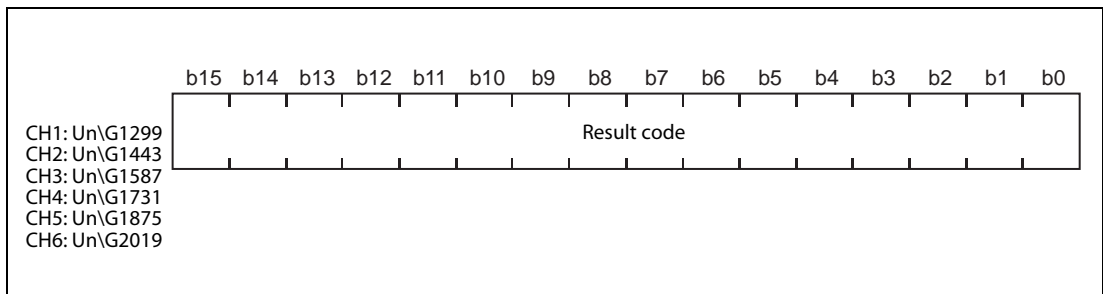 b15 b14 b13 b12 b11 b10 b9 b8 b7 b6 b5 b4 b3 b2 b1 b0
Result code
CH1: Un\G1299
CH2: Un\G1443
CH3: Un\G1587
CH4: Un\G1731
CH5: Un\G1875
CH6: Un\G2019